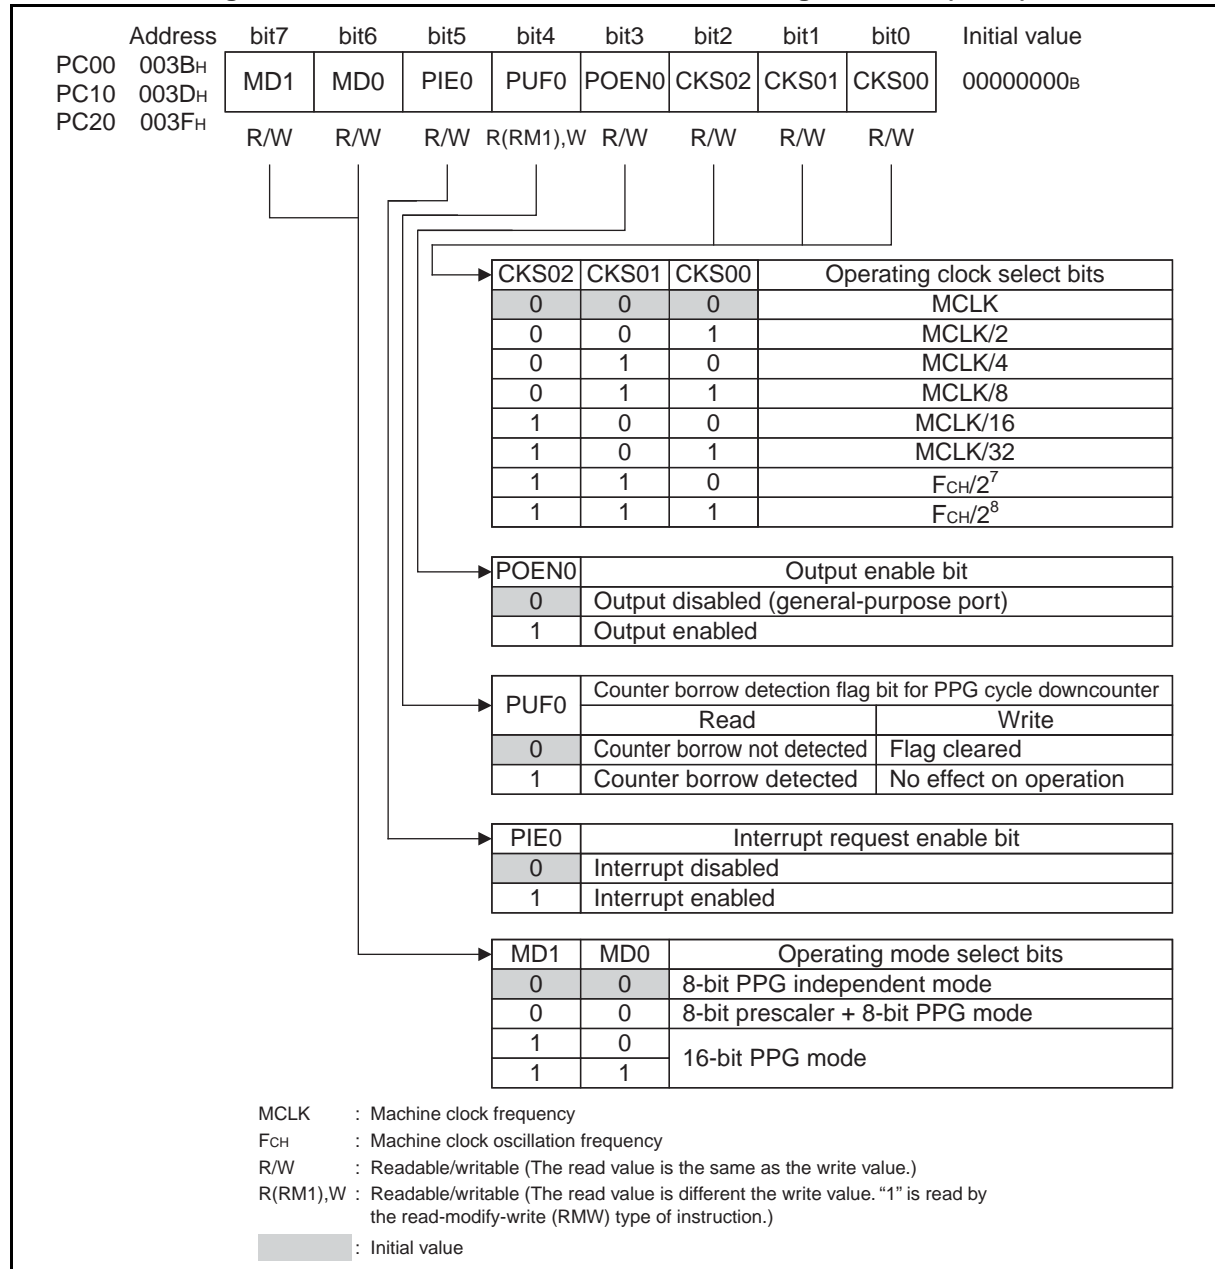 Address bit7 bit6 bit5 bit4 bit3 bit2 bit1 bit0 Initial value
PC00 003BH
PC10 003DH
PC20 003FH
MD1 MD0 PIE0 PUF0 POEN0 CKS02 CKS01 CKS00 00000000B
R/W R/W R/W R(RM1),W R/W R/W R/W R/W
CKS02 CKS01 CKS00 Operating clock select bits
0 0 0 MCLK
0 0 1 MCLK/2
0 1 0 MCLK/4
0 1 1 MCLK/8
1 0 0 MCLK/16
1 0 1 MCLK/32
1 1 0 FCH/2⁷
1 1 1 FCH/2⁸
POEN0 Output enable bit
0 Output disabled (general-purpose port)
1 Output enabled
PUF0 Counter borrow detection flag bit for PPG cycle downcounter
Read Write
0 Counter borrow not detected Flag cleared
1 Counter borrow detected No effect on operation
PIE0 Interrupt request enable bit
0 Interrupt disabled
1 Interrupt enabled
MD1 MD0 Operating mode select bits
0 0 8-bit PPG independent mode
0 0 8-bit prescaler + 8-bit PPG mode
1 0 16-bit PPG mode
1 1
MCLK : Machine clock frequency
FCH : Machine clock oscillation frequency
R/W : Readable/writable (The read value is the same as the write value.)
R(RM1),W : Readable/writable (The read value is different the write value. “1” is read by
the read-modify-write (RMW) type of instruction.)
: Initial value